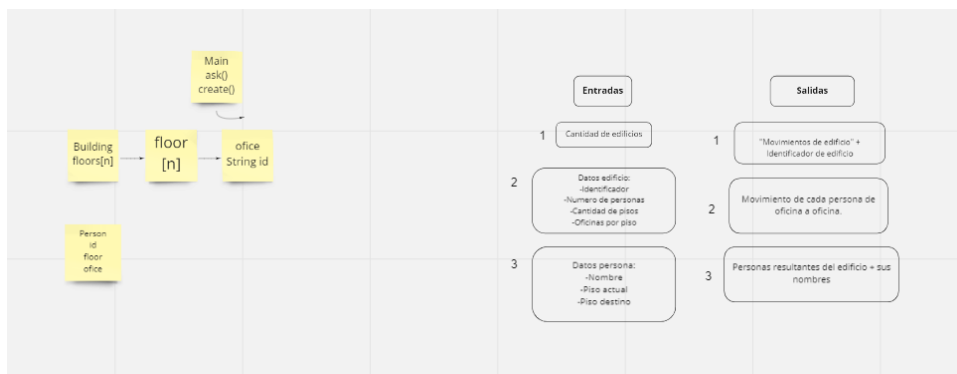 Main
ask()
create()
Building
floors[n]
floor
[n]
ofice
String id
Person
id
floor
ofice
Entradas
1
Cantidad de edificios
2
Datos edificio:
-Identificador
-Numero de personas
-Cantidad de pisos
-Oficinas por piso
3
Datos persona:
-Nombre
-Piso actual
-Piso destino
Salidas
1
"Movimientos de edificio" +
Identificador de edificio
2
Movimiento de cada persona de
oficina a oficina.
3
Personas resultantes del edificio + sus
nombres